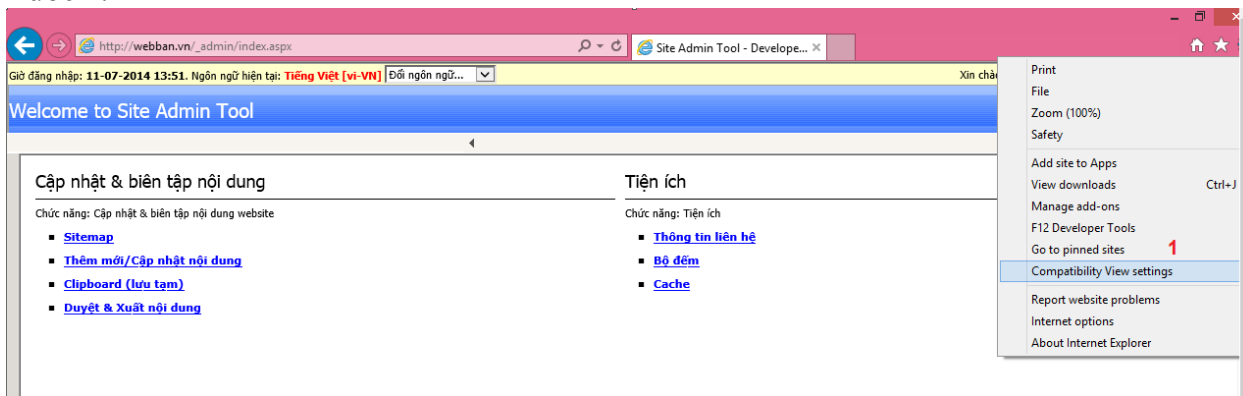 http://webban.vn/_admin/index.aspx
Site Admin Tool - Develope...
Giờ đăng nhập: 11-07-2014 13:51. Ngôn ngữ hiện tại: Tiếng Việt [vi-VN] Đổi ngôn ngữ...
Xin chào
Welcome to Site Admin Tool
Cập nhật & biên tập nội dung
Chức năng: Cập nhật & biên tập nội dung website
Sitemap
Thêm mới/Cập nhật nội dung
Clipboard (lưu tạm)
Duyệt & Xuất nội dung
Tiện ích
Chức năng: Tiện ích
Thông tin liên hệ
Bộ đếm
Cache
Print
File
Zoom (100%)
Safety
Add site to Apps
View downloads Ctrl+J
Manage add-ons
F12 Developer Tools
Go to pinned sites
1
Compatibility View settings
Report website problems
Internet options
About Internet Explorer